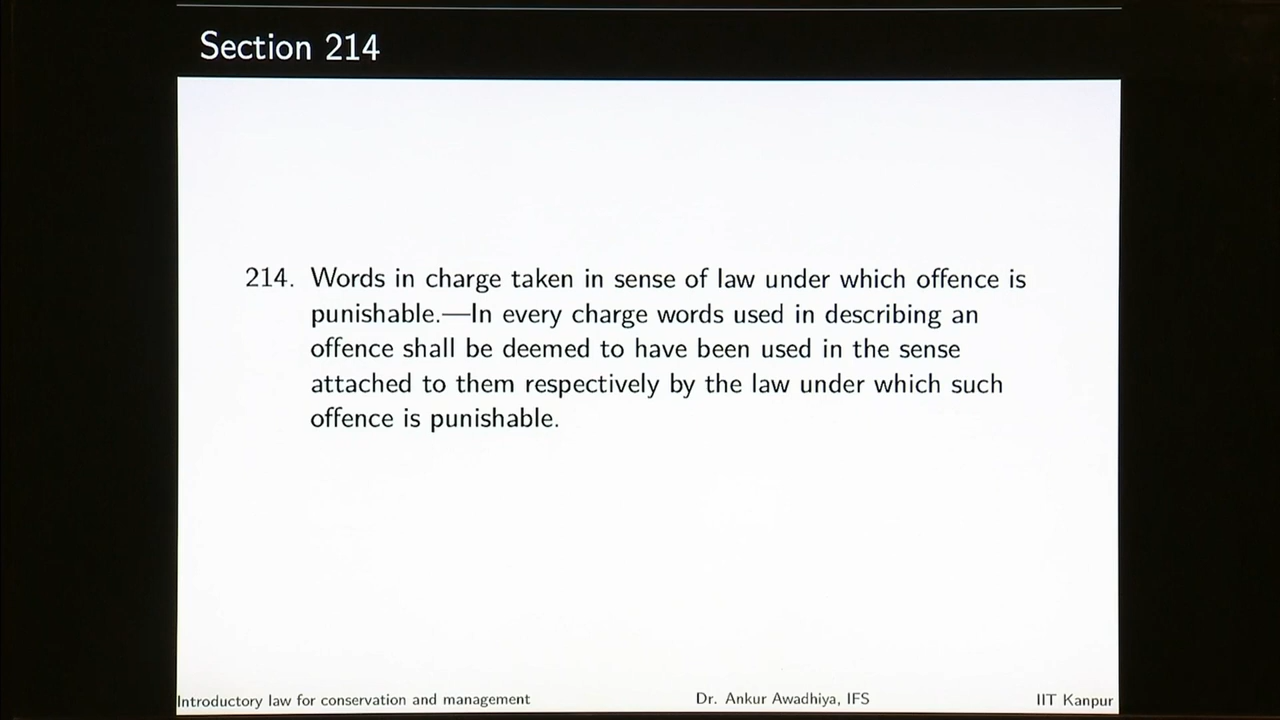 Section 214
214. Words in charge taken in sense of law under which offence is
punishable.—In every charge words used in describing an
offence shall be deemed to have been used in the sense
attached to them respectively by the law under which such
offence is punishable.
Introductory law for conservation and management Dr. Ankur Awadhiya, IFS IIT Kanpur